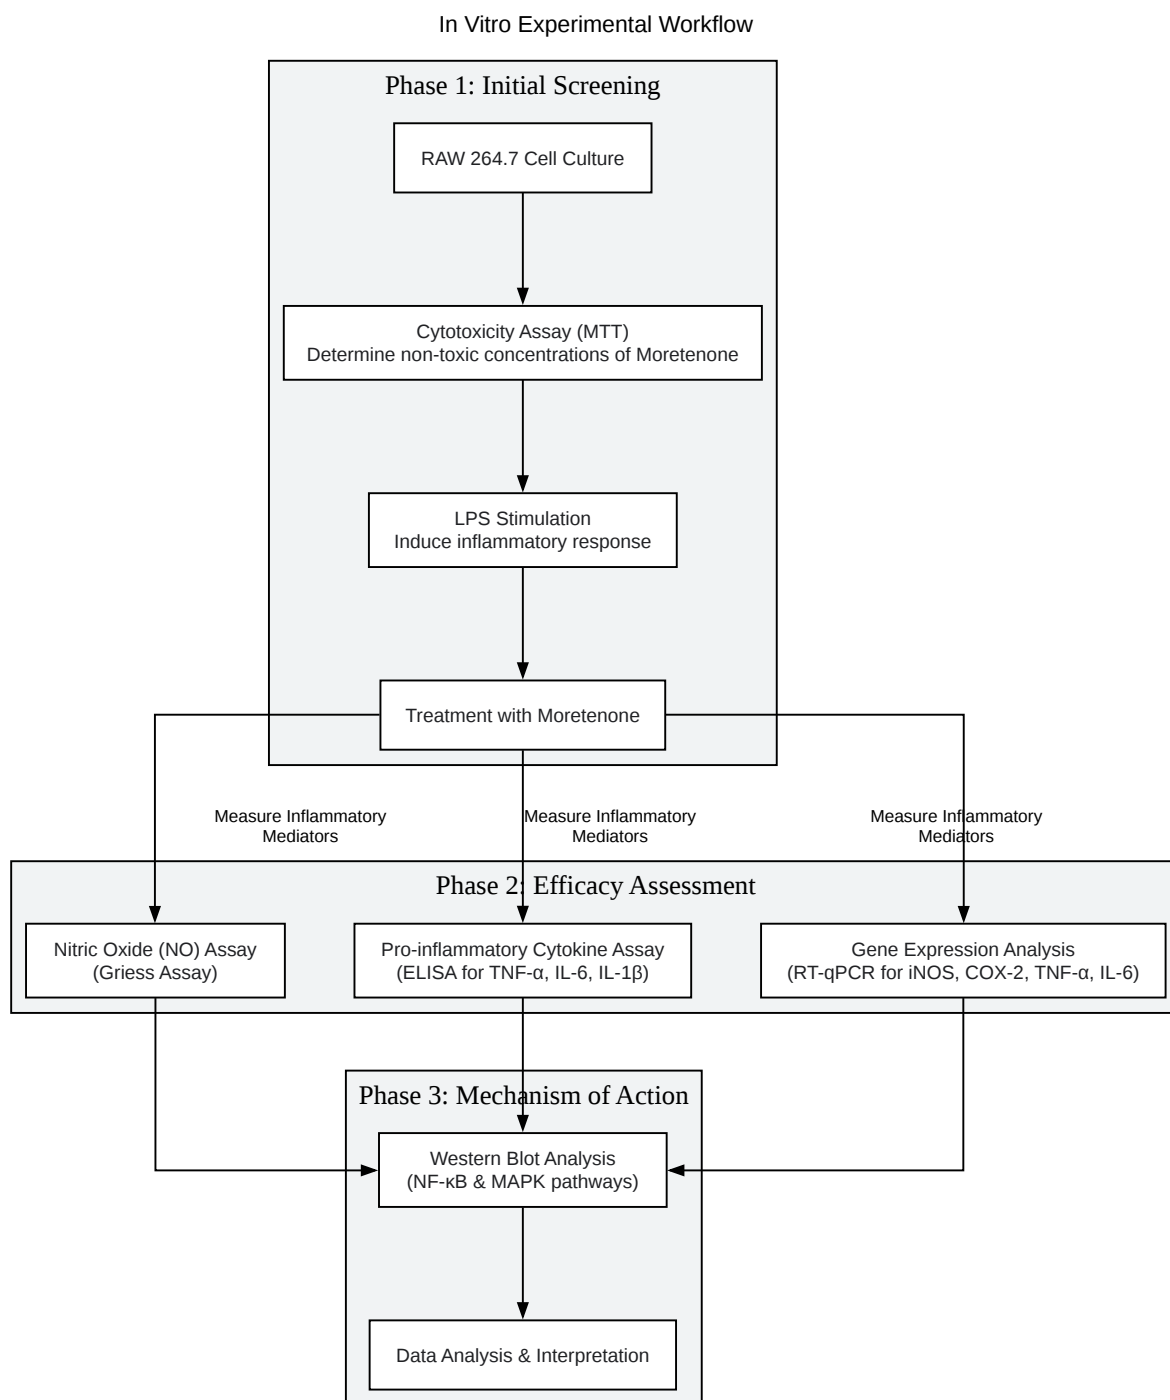 In Vitro Experimental Workflow
Phase 1: Initial Screening
RAW 264.7 Cell Culture
Cytotoxicity Assay (MTT)
Determine non-toxic concentrations of Moretenone
LPS Stimulation
Induce inflammatory response
Treatment with Moretenone
Measure Inflammatory
Mediators
Measure Inflammatory
Mediators
Measure Inflammatory
Mediators
Phase 2: Efficacy Assessment
Nitric Oxide (NO) Assay
(Griess Assay)
Pro-inflammatory Cytokine Assay
(ELISA for TNF-α, IL-6, IL-1β)
Gene Expression Analysis
(RT-qPCR for iNOS, COX-2, TNF-α, IL-6)
Phase 3: Mechanism of Action
Western Blot Analysis
(NF-κB & MAPK pathways)
Data Analysis & Interpretation